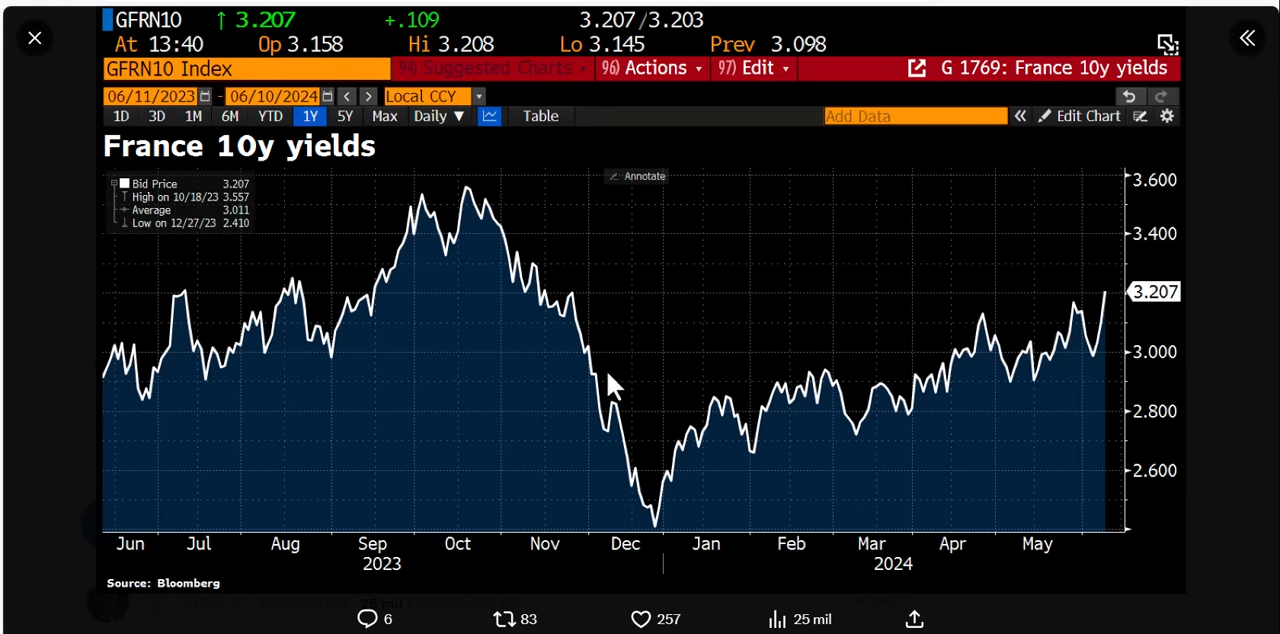 GFRN10 ↑ 3.207 +.109 3.207/3.203
At 13:40 Op 3.158 Hi 3.208 Lo 3.145 Prev 3.098
GFRN10 Index 94) Suggested Charts 96) Actions 97) Edit G 1769: France 10y yields
06/11/2023 - 06/10/2024 Local CCY
1D 3D 1M 6M YTD 1Y 5Y Max Daily ▼ Table Add Data Edit Chart
France 10y yields
Annotate
Bid Price 3.207
High on 10/18/23 3.557
Average 3.011
Low on 12/27/23 2.410
3.600
3.400
3.207
3.000
2.800
2.600
Jun Jul Aug Sep Oct Nov Dec Jan Feb Mar Apr May
2023 2024
Source: Bloomberg
6 83 257 25 mil